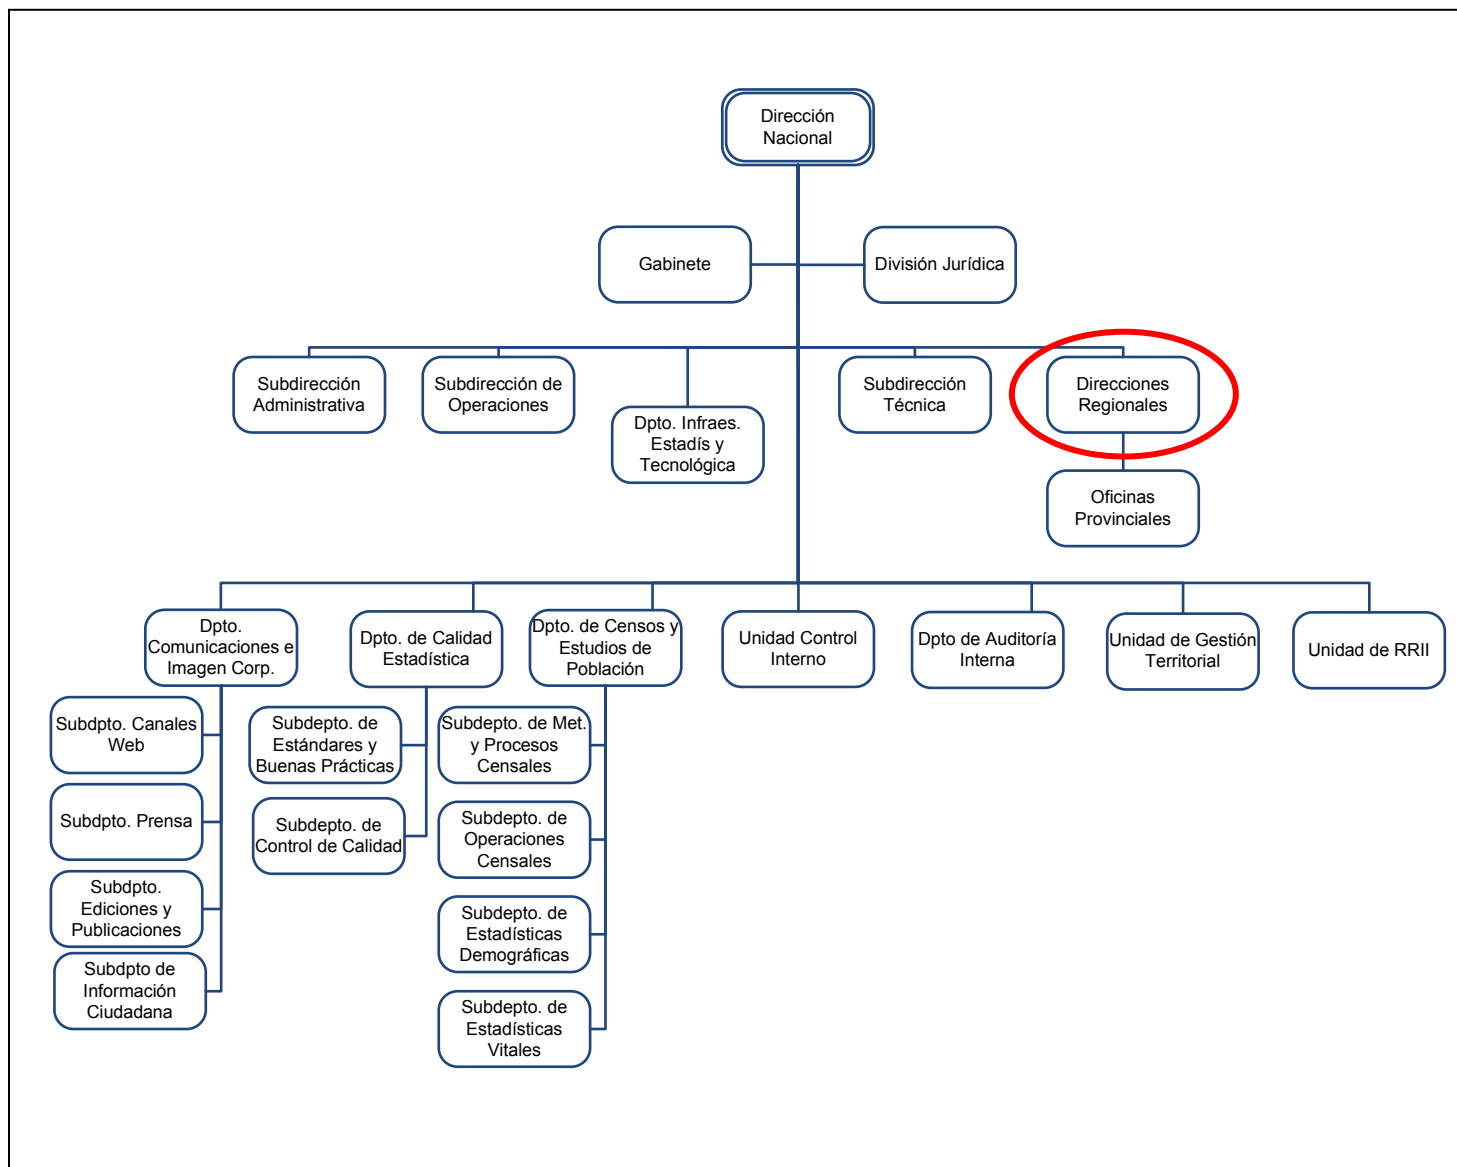 Dirección
Nacional
Gabinete
División Jurídica
Subdirección
Administrativa
Subdirección de
Operaciones
Dpto. Infraes.
Estadís y
Tecnológica
Subdirección
Técnica
Direcciones
Regionales
Oficinas
Provinciales
Dpto.
Comunicaciones e
Imagen Corp.
Dpto. de Calidad
Estadística
Dpto. de Censos y
Estudios de
Población
Unidad Control
Interno
Dpto de Auditoría
Interna
Unidad de Gestión
Territorial
Unidad de RRII
Subdpto. Canales
Web
Subdpto. Prensa
Subdpto.
Ediciones y
Publicaciones
Subdpto de
Información
Ciudadana
Subdepto. de
Estándares y
Buenas Prácticas
Subdepto. de
Control de Calidad
Subdepto. de Met.
y Procesos
Censales
Subdepto. de
Operaciones
Censales
Subdepto. de
Estadísticas
Demográficas
Subdepto. de
Estadísticas
Vitales